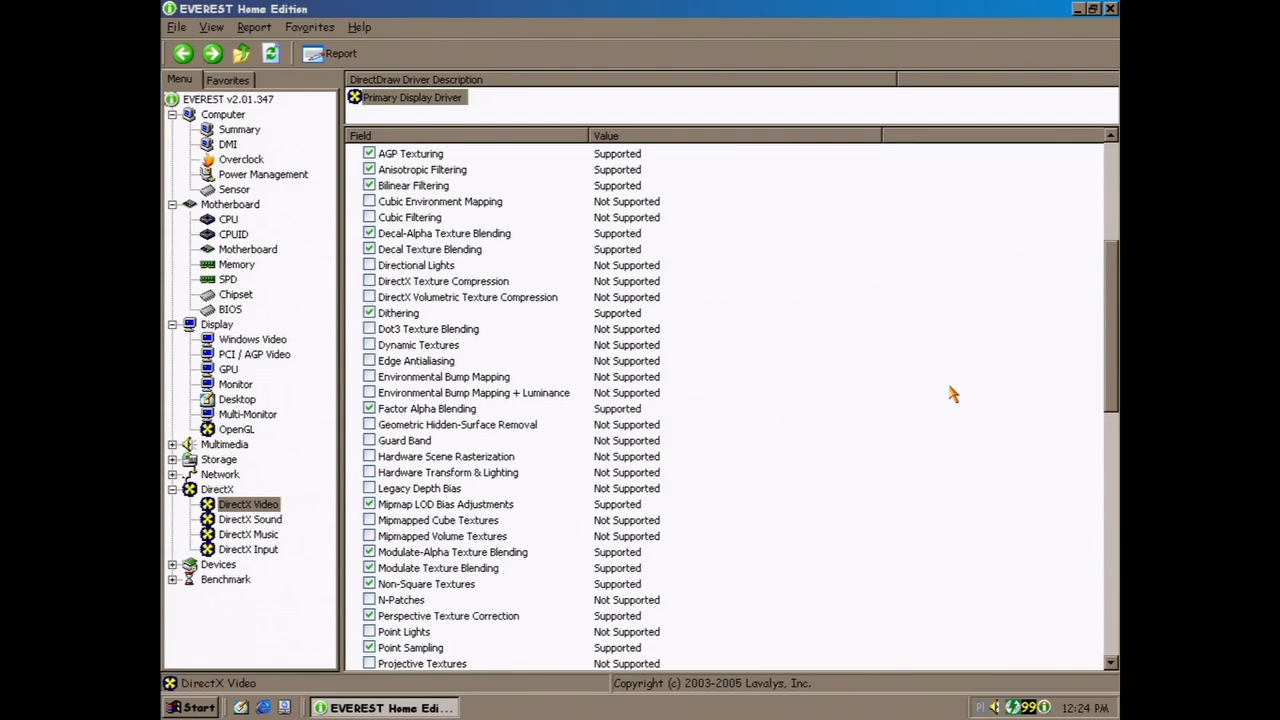 EVEREST Home Edition
File View Report Favorites Help
Report
Menu Favorites
EVEREST v2.01.347
Computer
Summary
DMI
Overclock
Power Management
Sensor
Motherboard
CPU
CPUID
Motherboard
Memory
SPD
Chipset
BIOS
Display
Windows Video
PCI / AGP Video
GPU
Monitor
Desktop
Multi-Monitor
OpenGL
Multimedia
Storage
Network
DirectX
DirectX Video
DirectX Sound
DirectX Music
DirectX Input
Devices
Benchmark
DirectDraw Driver Description
Primary Display Driver
Field Value
AGP Texturing Supported
Anisotropic Filtering Supported
Bilinear Filtering Supported
Cubic Environment Mapping Not Supported
Cubic Filtering Not Supported
Decal-Alpha Texture Blending Supported
Decal Texture Blending Supported
Directional Lights Not Supported
DirectX Texture Compression Not Supported
DirectX Volumetric Texture Compression Not Supported
Dithering Supported
Dot3 Texture Blending Not Supported
Dynamic Textures Not Supported
Edge Antialiasing Not Supported
Environmental Bump Mapping Not Supported
Environmental Bump Mapping + Luminance Not Supported
Factor Alpha Blending Supported
Geometric Hidden-Surface Removal Not Supported
Guard Band Not Supported
Hardware Scene Rasterization Not Supported
Hardware Transform & Lighting Not Supported
Legacy Depth Bias Not Supported
Mipmap LOD Bias Adjustments Supported
Mipmapped Cube Textures Not Supported
Mipmapped Volume Textures Not Supported
Modulate-Alpha Texture Blending Supported
Modulate Texture Blending Supported
Non-Square Textures Supported
N-Patches Not Supported
Perspective Texture Correction Supported
Point Lights Not Supported
Point Sampling Supported
Projective Textures Not Supported
DirectX Video Copyright (c) 2003-2005 Lavalys, Inc.
Start EVEREST Home Edi... Pl 99 12:24 PM